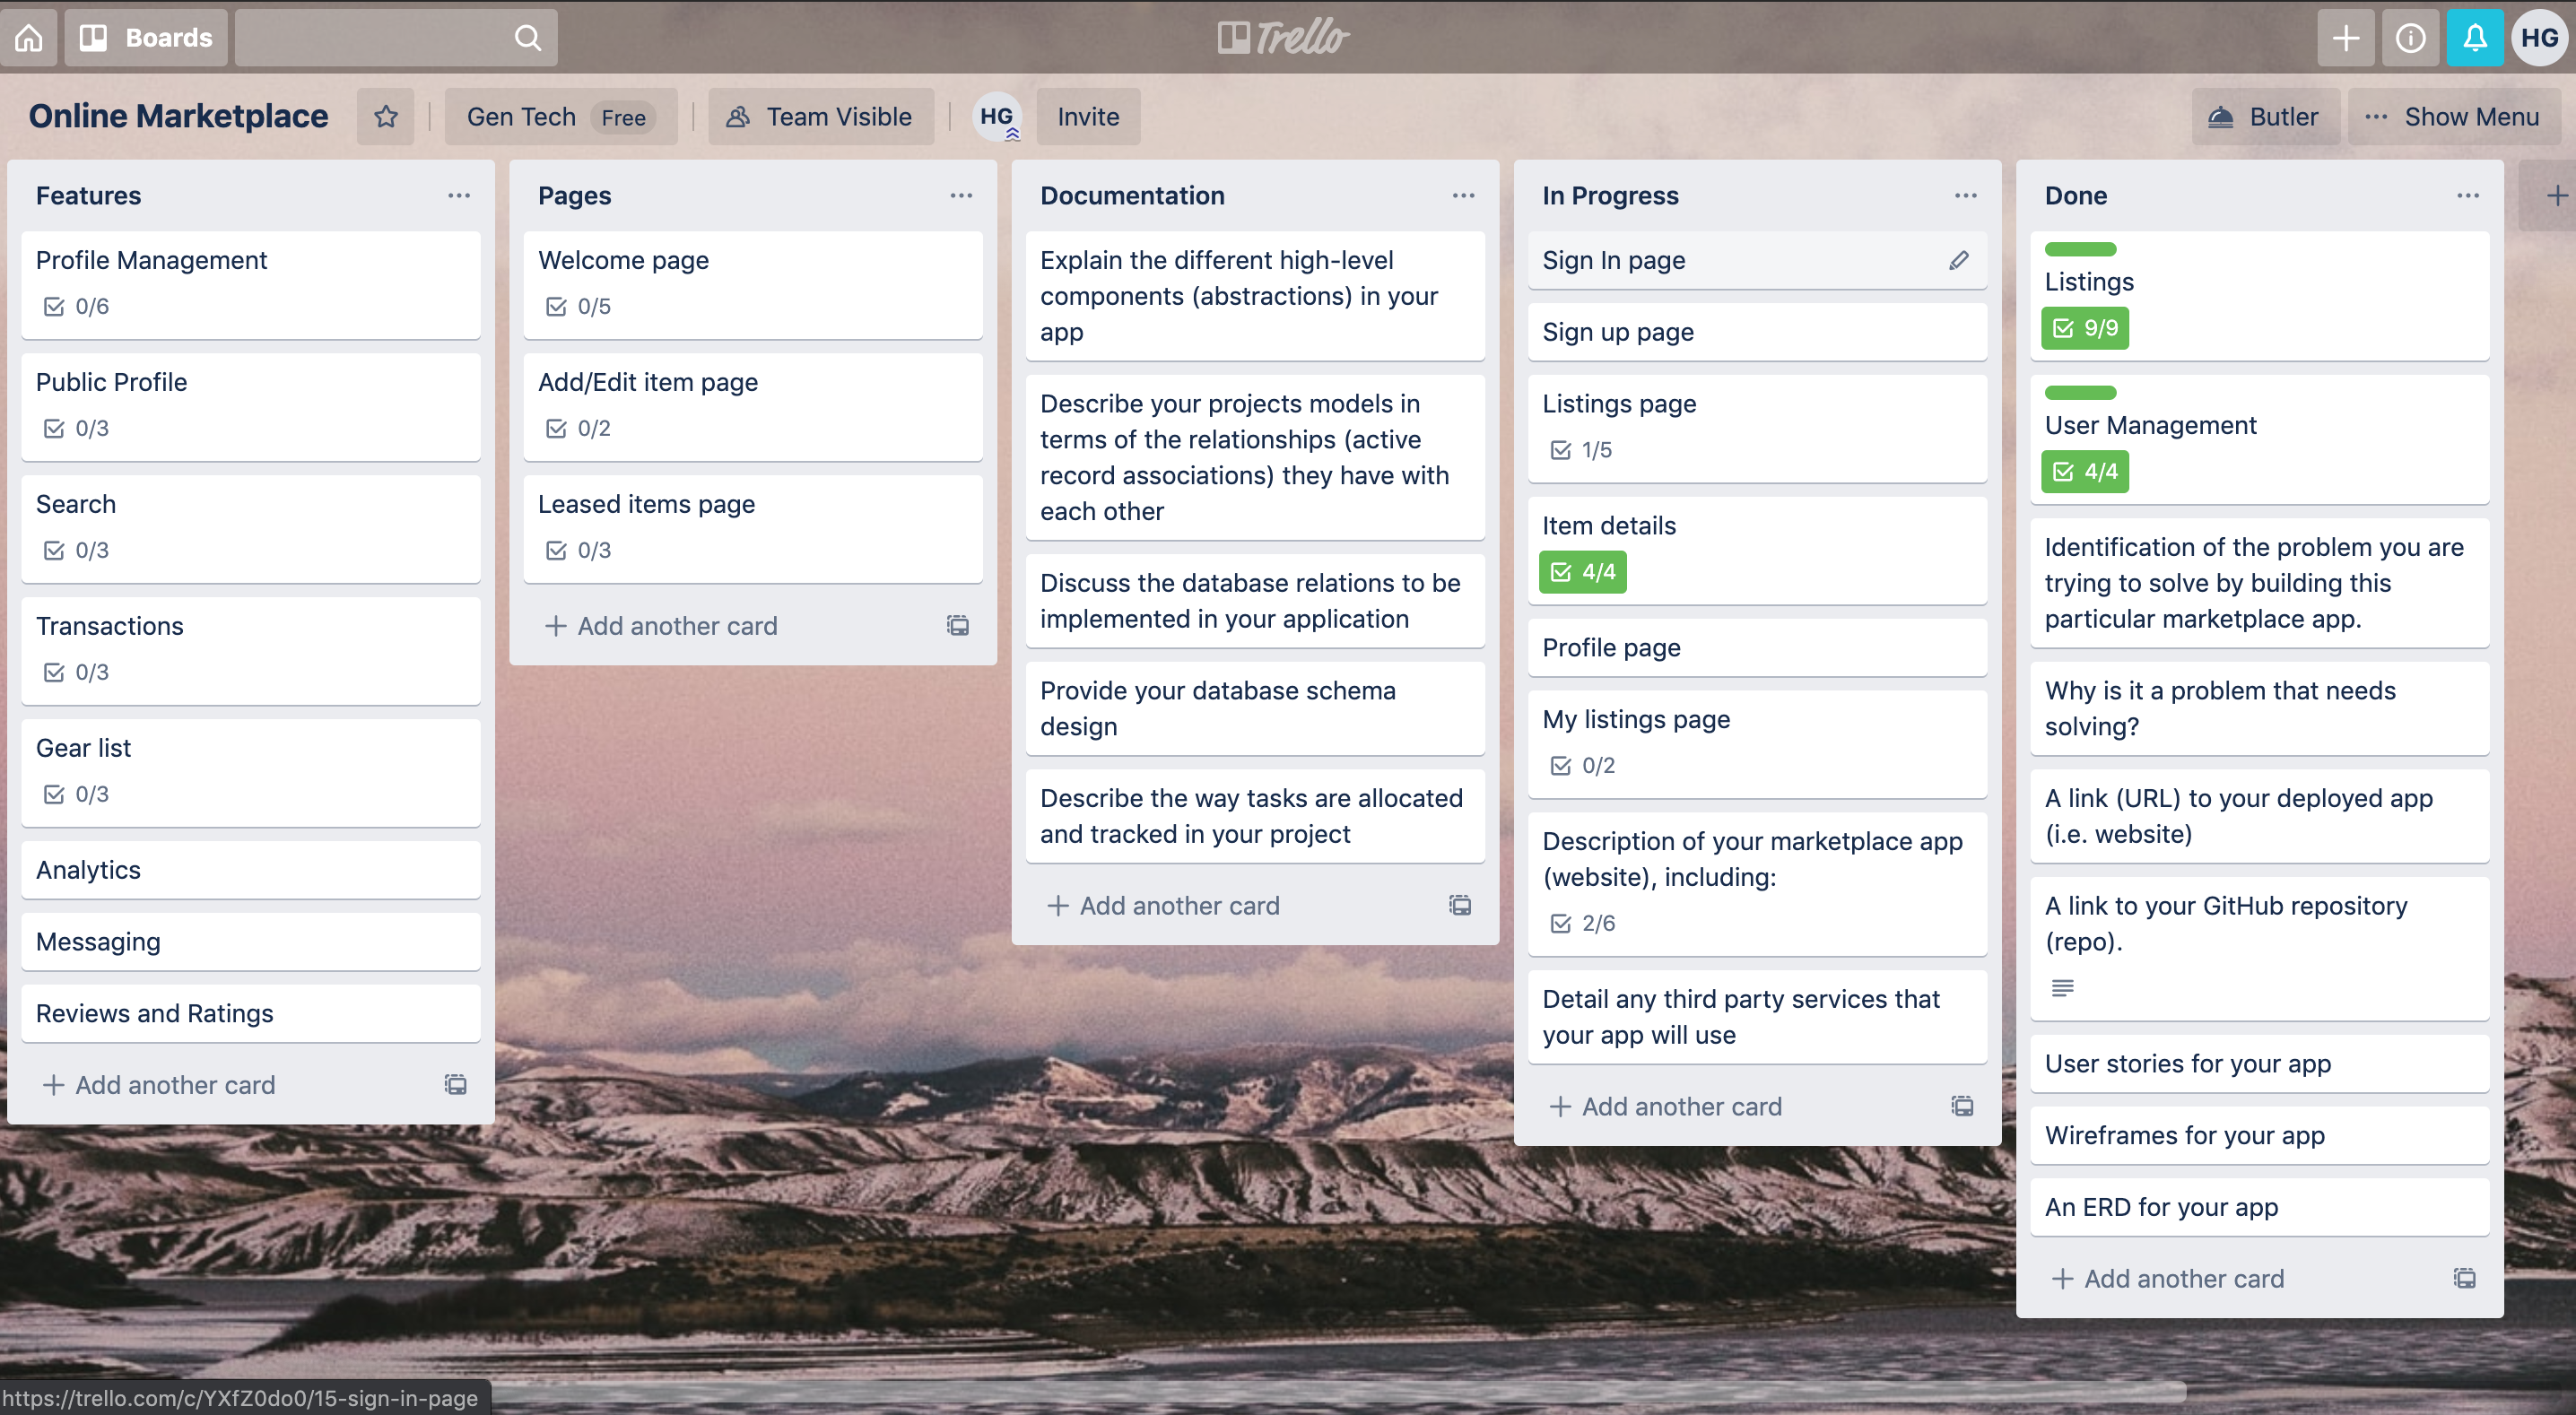 Boards
Trello
HG
Online Marketplace
Gen Tech Free
Team Visible
HG
Invite
Butler
Show Menu
Features
Profile Management
0/6
Public Profile
0/3
Search
0/3
Transactions
0/3
Gear list
0/3
Analytics
Messaging
Reviews and Ratings
Add another card
Pages
Welcome page
0/5
Add/Edit item page
0/2
Leased items page
0/3
Add another card
Documentation
Explain the different high-level
components (abstractions) in your
app
Describe your projects models in
terms of the relationships (active
record associations) they have with
each other
Discuss the database relations to be
implemented in your application
Provide your database schema
design
Describe the way tasks are allocated
and tracked in your project
Add another card
In Progress
Sign In page
Sign up page
Listings page
1/5
Item details
4/4
Profile page
My listings page
0/2
Description of your marketplace app
(website), including:
2/6
Detail any third party services that
your app will use
Add another card
Done
Listings
9/9
User Management
4/4
Identification of the problem you are
trying to solve by building this
particular marketplace app.
Why is it a problem that needs
solving?
A link (URL) to your deployed app
(i.e. website)
A link to your GitHub repository
(repo).
User stories for your app
Wireframes for your app
An ERD for your app
Add another card
https://trello.com/c/YXfZ0do0/15-sign-in-page